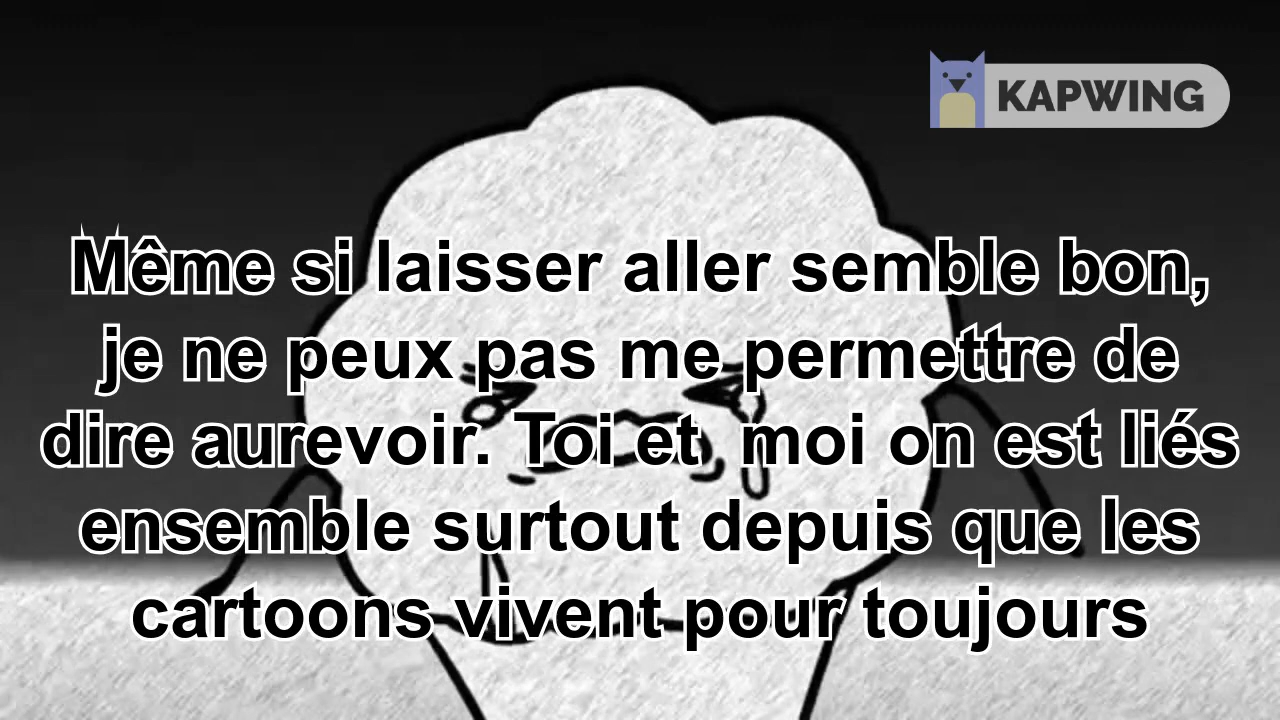 KAPWING
Même si laisser aller semble bon,
je ne peux pas me permettre de
dire aurevoir. Toi et  moi on est liés
ensemble surtout depuis que les
cartoons vivent pour toujours